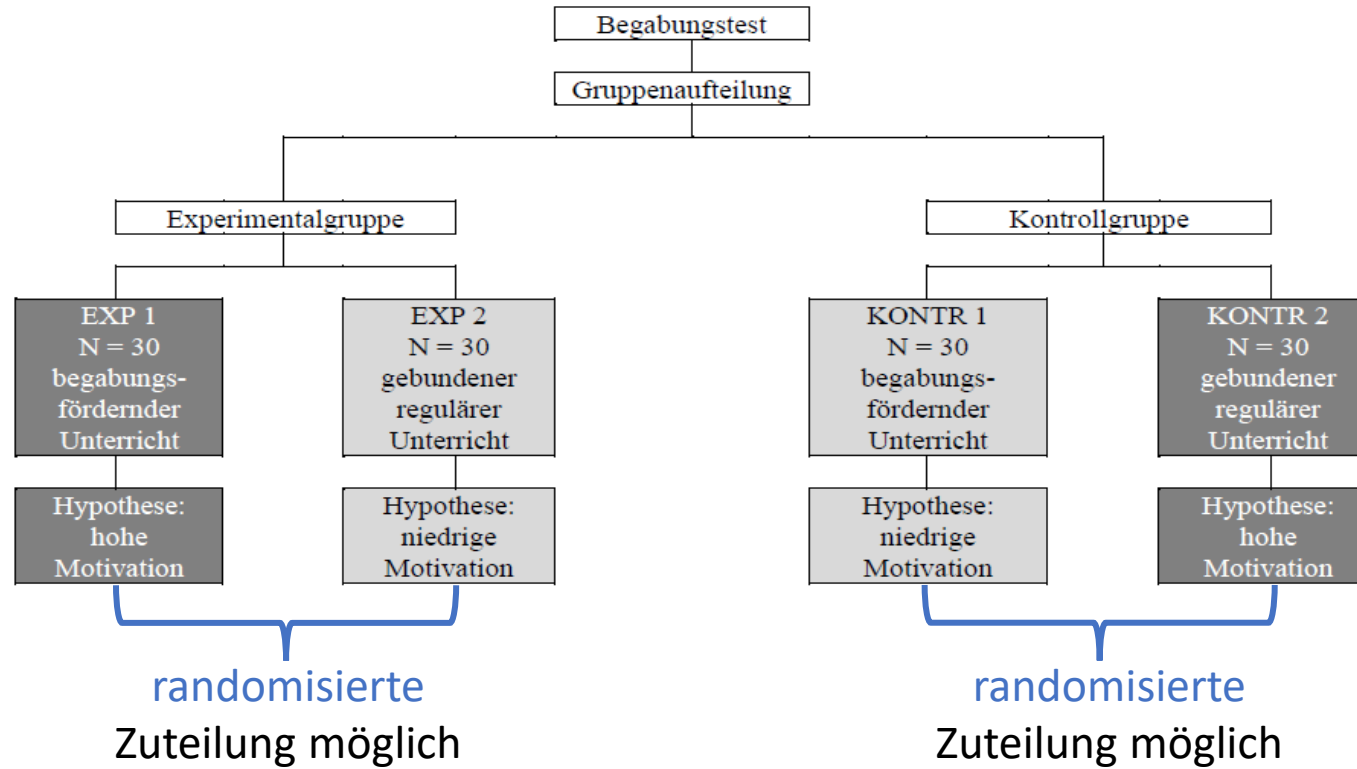 Begabungstest
Gruppenaufteilung
Experimentalgruppe
Kontrollgruppe
EXP 1
N = 30
begabungs-
fördernder
Unterricht
EXP 2
N = 30
gebundener
regulärer
Unterricht
KONTR 1
N = 30
begabungs-
fördernder
Unterricht
KONTR 2
N = 30
gebundener
regulärer
Unterricht
Hypothese:
hohe
Motivation
Hypothese:
niedrige
Motivation
Hypothese:
niedrige
Motivation
Hypothese:
hohe
Motivation
randomisierte
Zuteilung möglich
randomisierte
Zuteilung möglich